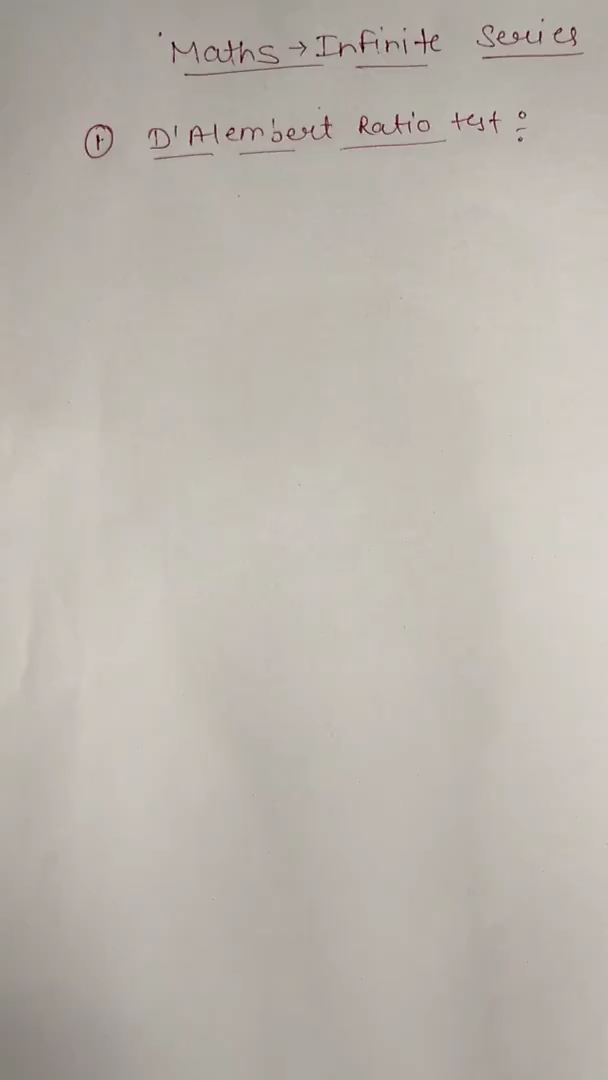 Maths → Infinite Series
① D'Alembert Ratio test :